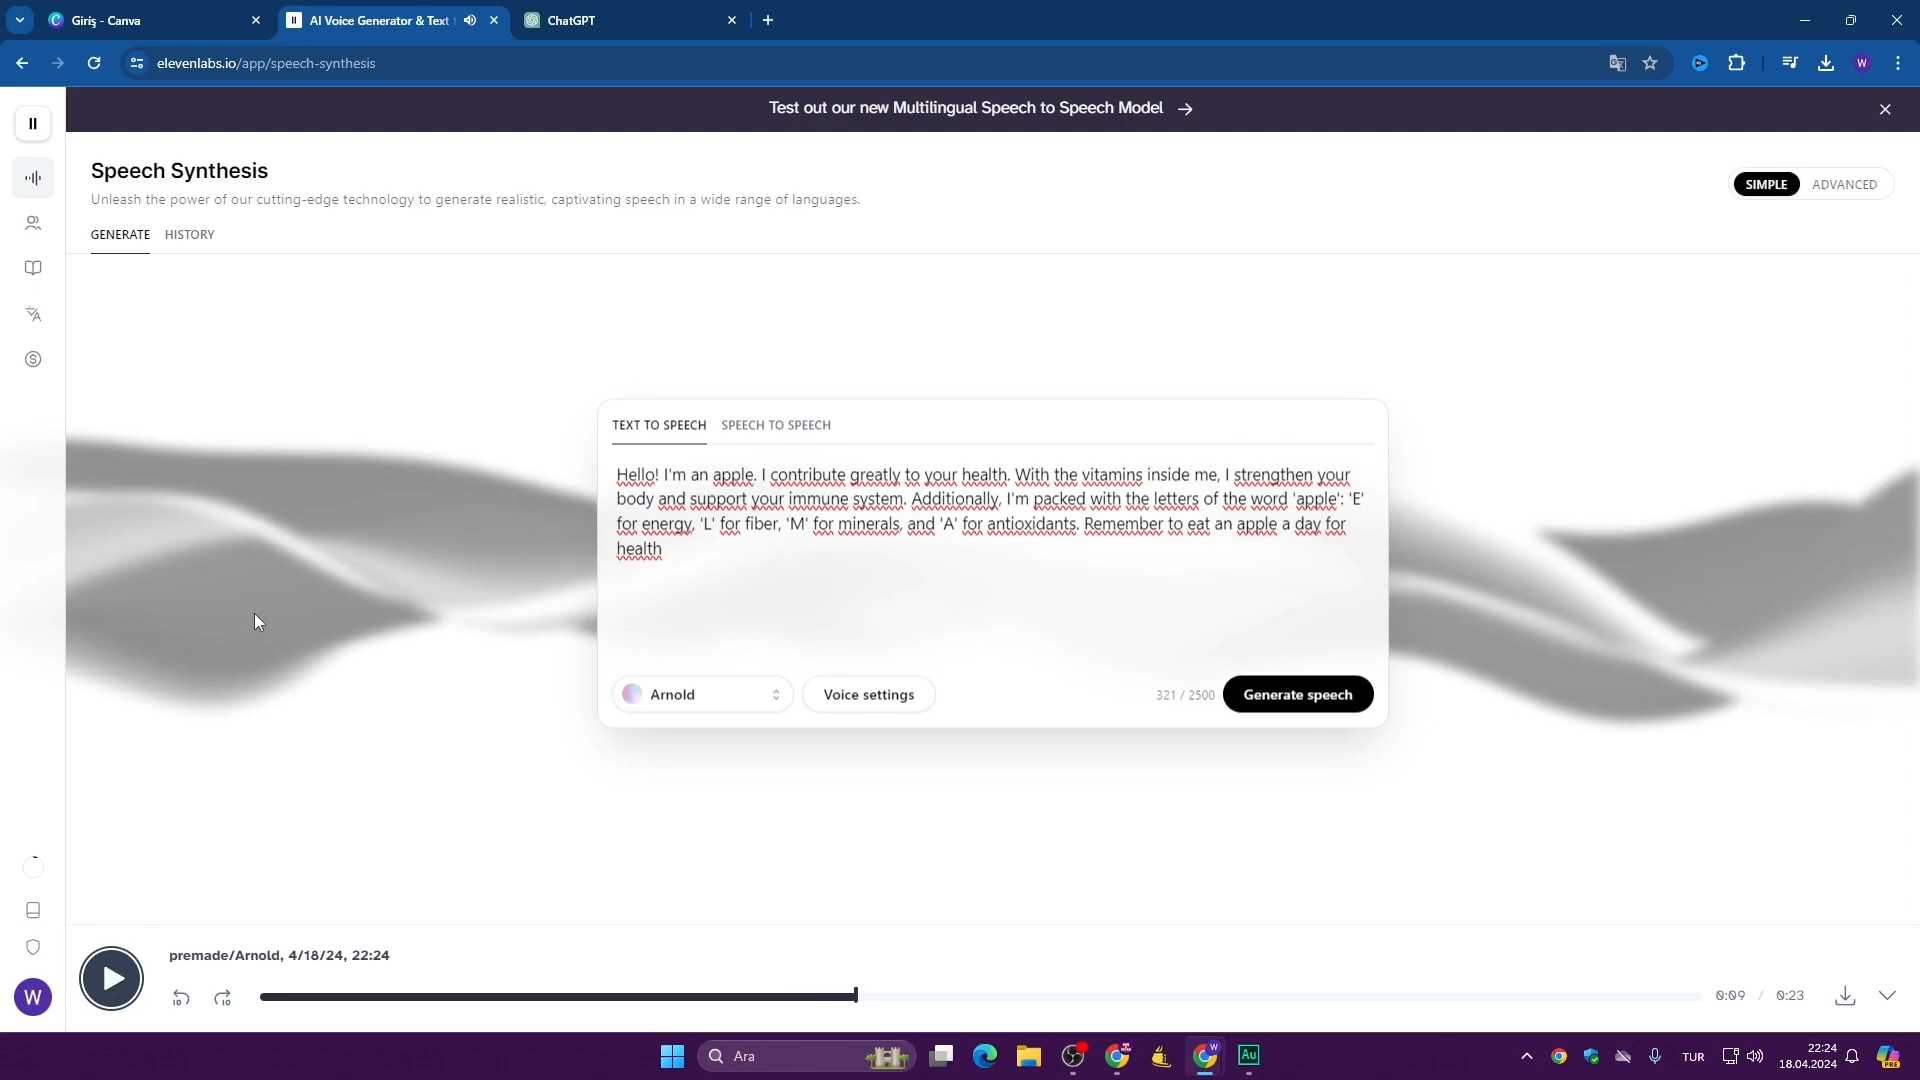 Giriş - Canva
AI Voice Generator & Text
ChatGPT
elevenlabs.io/app/speech-synthesis
W
Test out our new Multilingual Speech to Speech Model →
Speech Synthesis
Unleash the power of our cutting-edge technology to generate realistic, captivating speech in a wide range of languages.
SIMPLE ADVANCED
GENERATE HISTORY
TEXT TO SPEECH SPEECH TO SPEECH
Hello! I'm an apple. I contribute greatly to your health. With the vitamins inside me, I strengthen your
body and support your immune system. Additionally, I'm packed with the letters of the word 'apple': 'E'
for energy, 'L' for fiber, 'M' for minerals, and 'A' for antioxidants. Remember to eat an apple a day for
health
Arnold
Voice settings
321 / 2500
Generate speech
premade/Arnold, 4/18/24, 22:24
W
10 10
0:09 / 0:23
Ara
W
Au
TUR
22:24
18.04.2024
PRE